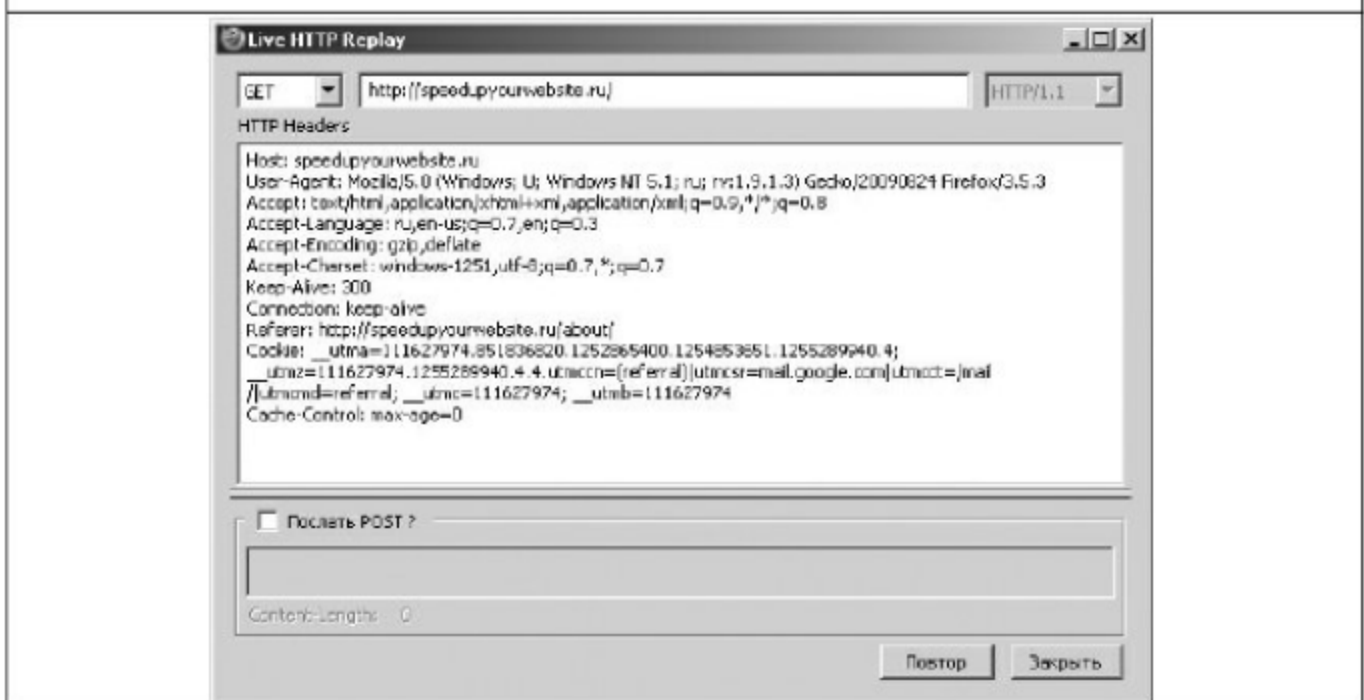 Live HTTP Replay
GET http://speedupyourwebsite.ru/ HTTP/1.1
HTTP Headers
Host: speedupyourwebsite.ru
User-Agent: Mozilla/5.0 (Windows; U; Windows NT 5.1; ru; rv:1.9.1.3) Gecko/20090824 Firefox/3.5.3
Accept: text/html,application/xhtml+xml,application/xml;q=0.9,*/*;q=0.8
Accept-Language: ru,en-us;q=0.7,en;q=0.3
Accept-Encoding: gzip,deflate
Accept-Charset: windows-1251,utf-8;q=0.7,*;q=0.7
Keep-Alive: 300
Connection: keep-alive
Referer: http://speedupyourwebsite.ru/about/
Cookie: __utma=111627974.851836820.1252865400.1254853651.1255289940.4;
__utmz=111627974.1255289940.4.4.utmccn=(referral)|utmcsr=mail.google.com|utmcct=/mail
/|utmcmd=referral; __utmc=111627974; __utmb=111627974
Cache-Control: max-age=0
Послать POST ?
Content-Length: 0
Повтор Закрыть